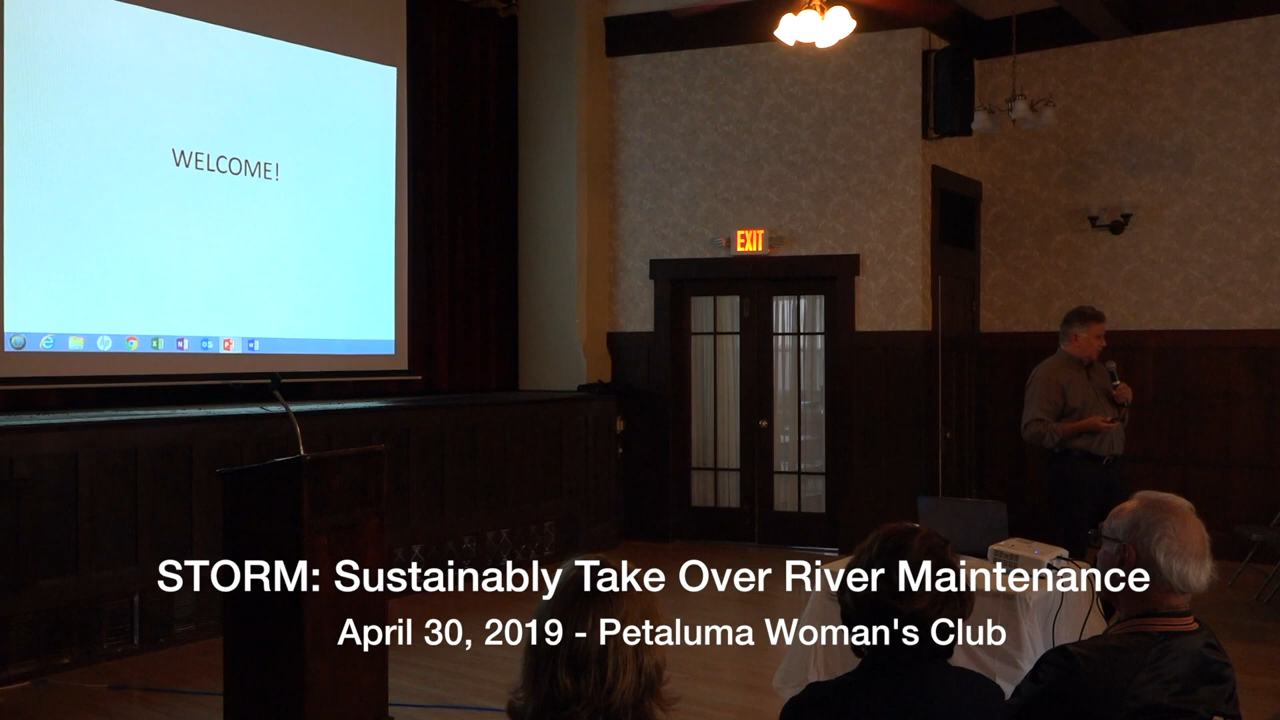 WELCOME!
EXIT
STORM: Sustainably Take Over River Maintenance
April 30, 2019 - Petaluma Woman's Club